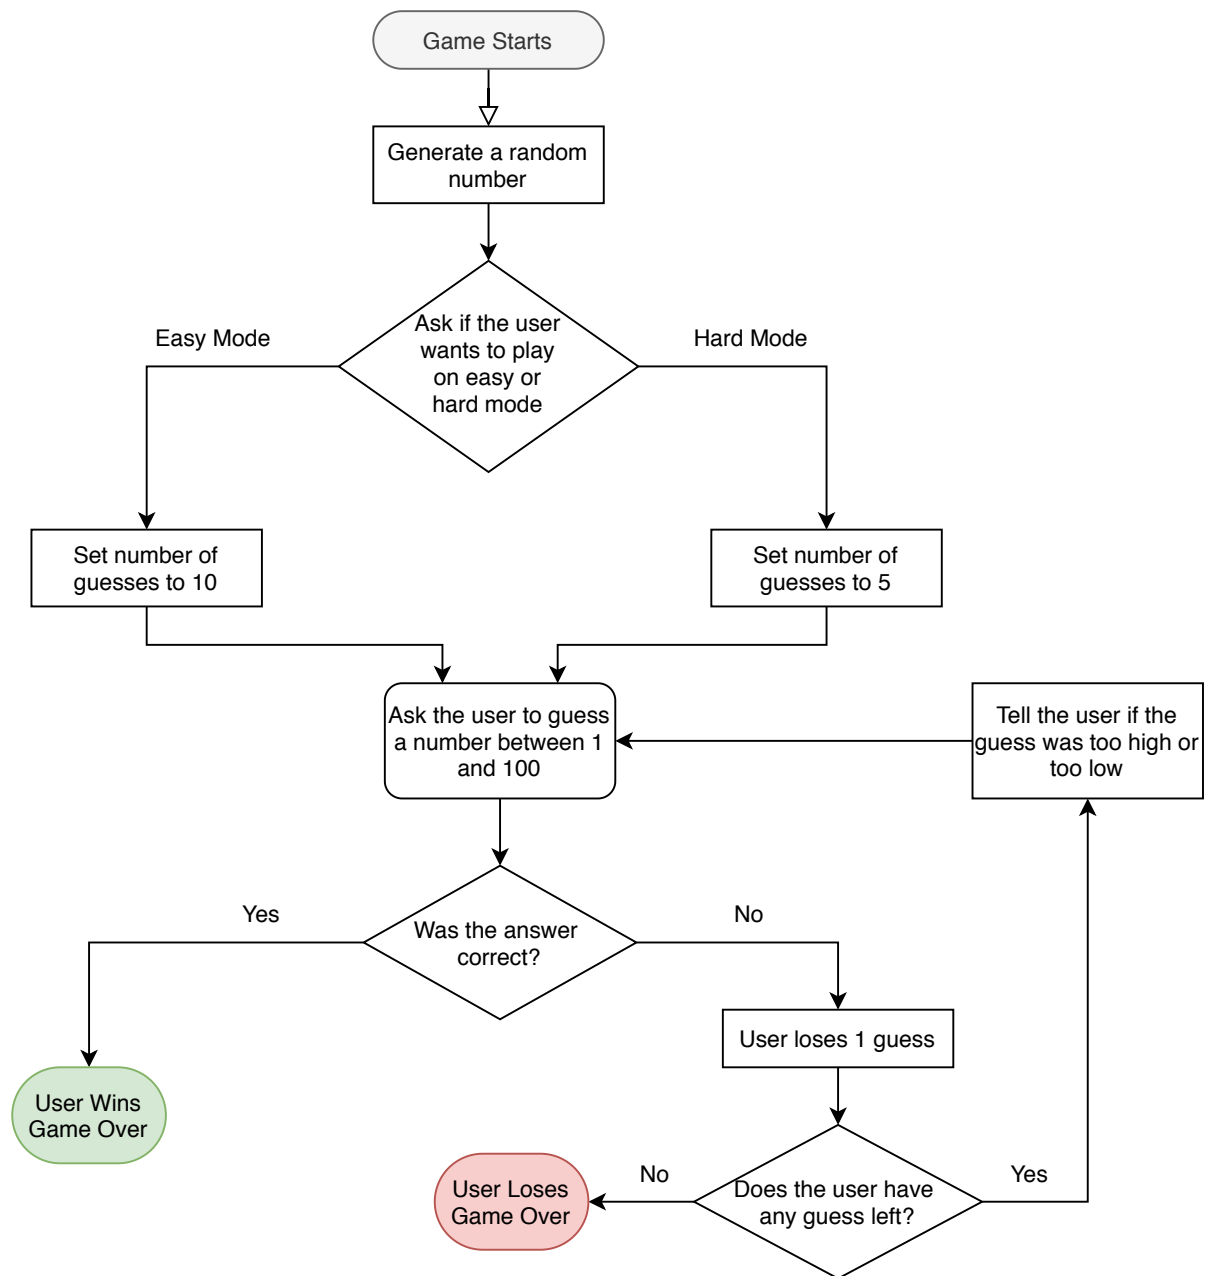 Game Starts
Generate a random
number
Ask if the user
wants to play
on easy or
hard mode
Easy Mode
Hard Mode
Set number of
guesses to 10
Set number of
guesses to 5
Ask the user to guess
a number between 1
and 100
Tell the user if the
guess was too high or
too low
Was the answer
correct?
Yes
No
User loses 1 guess
User Wins
Game Over
Does the user have
any guess left?
No
Yes
User Loses
Game Over